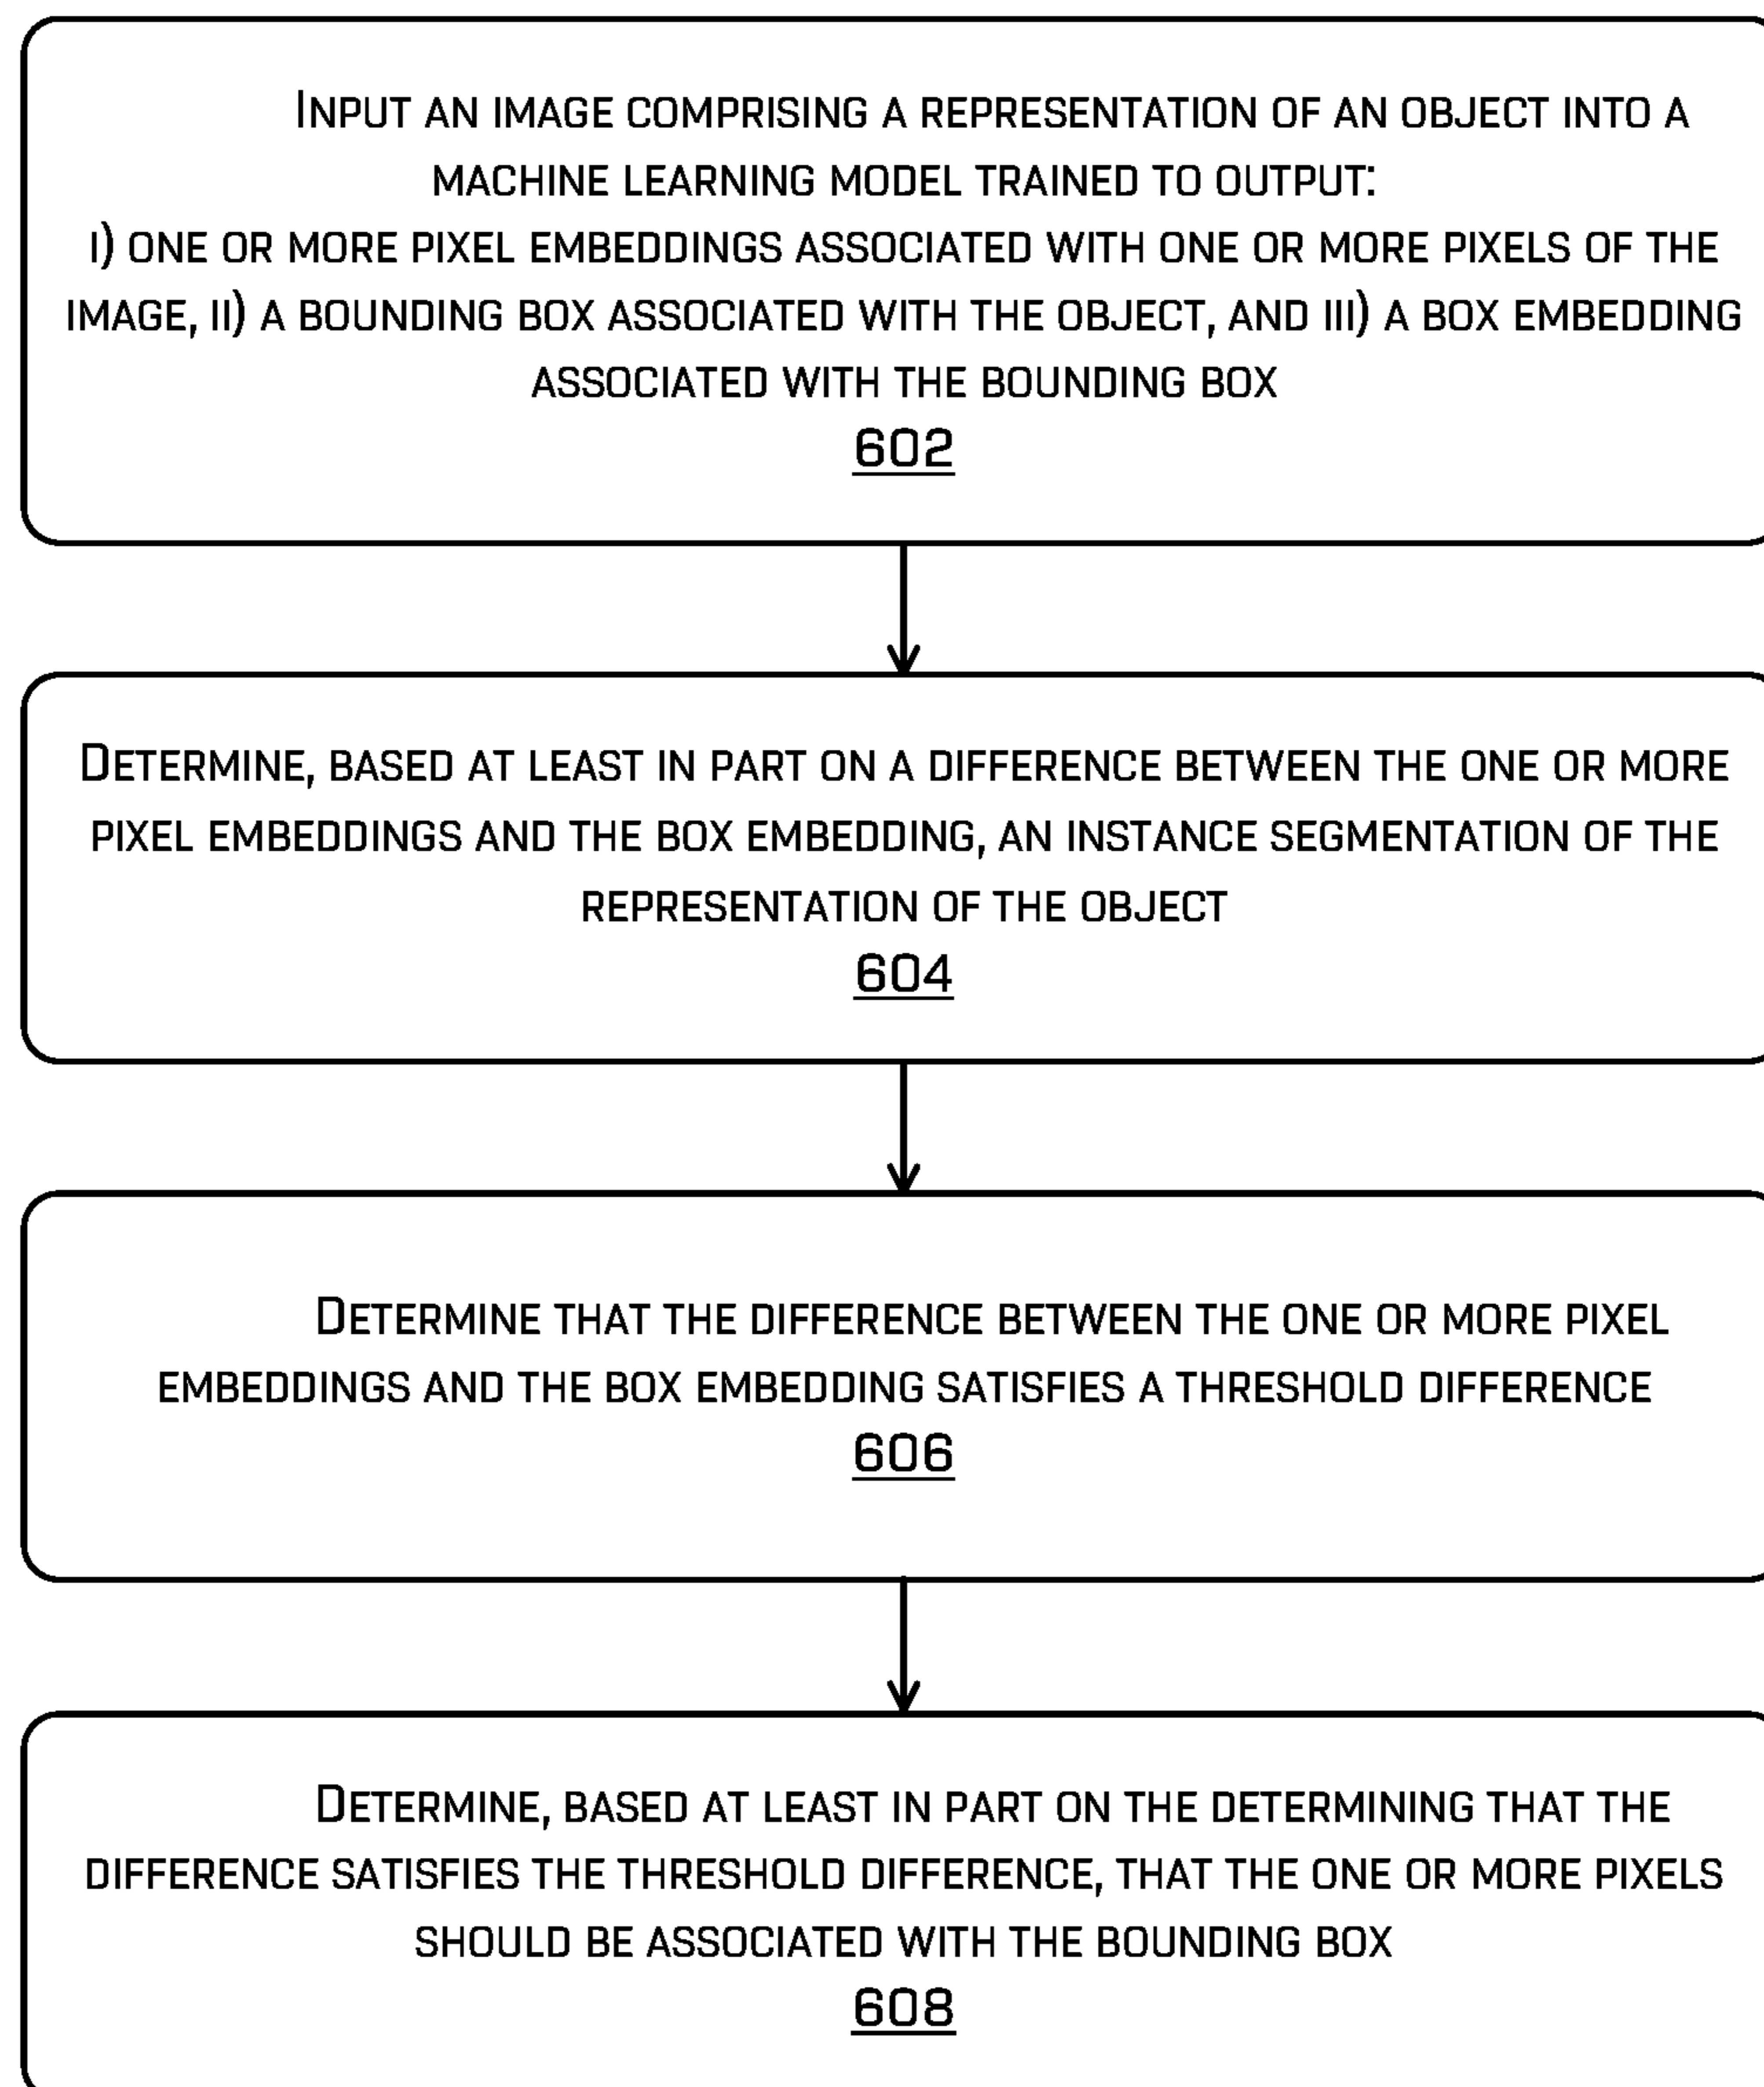 Input an image comprising a representation of an object into a
machine learning model trained to output:
i) one or more pixel embeddings associated with one or more pixels of the
image, ii) a bounding box associated with the object, and iii) a box embedding
associated with the bounding box
602
Determine, based at least in part on a difference between the one or more
pixel embeddings and the box embedding, an instance segmentation of the
representation of the object
604
Determine that the difference between the one or more pixel
embeddings and the box embedding satisfies a threshold difference
606
Determine, based at least in part on the determining that the
difference satisfies the threshold difference, that the one or more pixels
should be associated with the bounding box
608